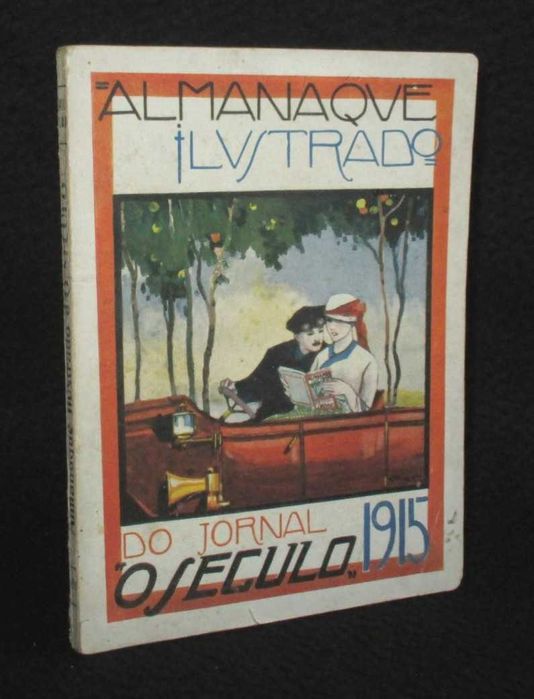 "ALMANAQVE
ILVSTRADO
DO JORNAL
"O SECULO" 1915